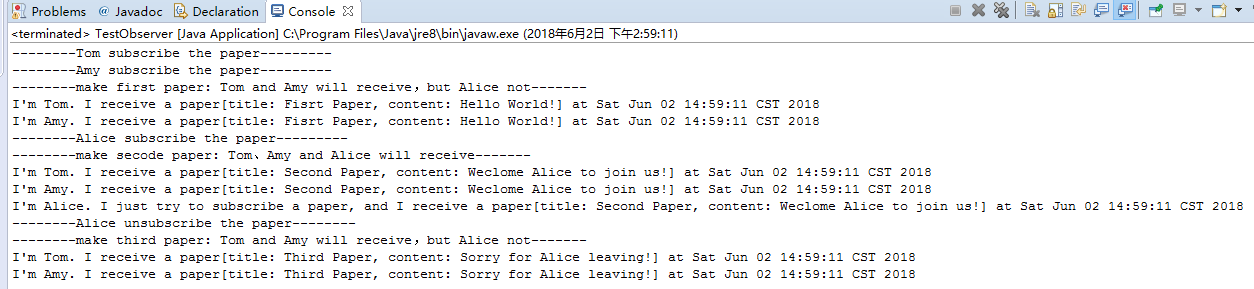 Problems @ Javadoc Declaration Console
<terminated> TestObserver [Java Application] C:\Program Files\Java\jre8\bin\javaw.exe (2018年6月2日 下午2:59:11)
--------Tom subscribe the paper---------
--------Amy subscribe the paper---------
--------make first paper: Tom and Amy will receive，but Alice not-------
I'm Tom. I receive a paper[title: Fisrt Paper, content: Hello World!] at Sat Jun 02 14:59:11 CST 2018
I'm Amy. I receive a paper[title: Fisrt Paper, content: Hello World!] at Sat Jun 02 14:59:11 CST 2018
--------Alice subscribe the paper---------
--------make secode paper: Tom、Amy and Alice will receive-------
I'm Tom. I receive a paper[title: Second Paper, content: Weclome Alice to join us!] at Sat Jun 02 14:59:11 CST 2018
I'm Amy. I receive a paper[title: Second Paper, content: Weclome Alice to join us!] at Sat Jun 02 14:59:11 CST 2018
I'm Alice. I just try to subscribe a paper, and I receive a paper[title: Second Paper, content: Weclome Alice to join us!] at Sat Jun 02 14:59:11 CST 2018
--------Alice unsubscribe the paper--------
--------make third paper: Tom and Amy will receive，but Alice not-------
I'm Tom. I receive a paper[title: Third Paper, content: Sorry for Alice leaving!] at Sat Jun 02 14:59:11 CST 2018
I'm Amy. I receive a paper[title: Third Paper, content: Sorry for Alice leaving!] at Sat Jun 02 14:59:11 CST 2018